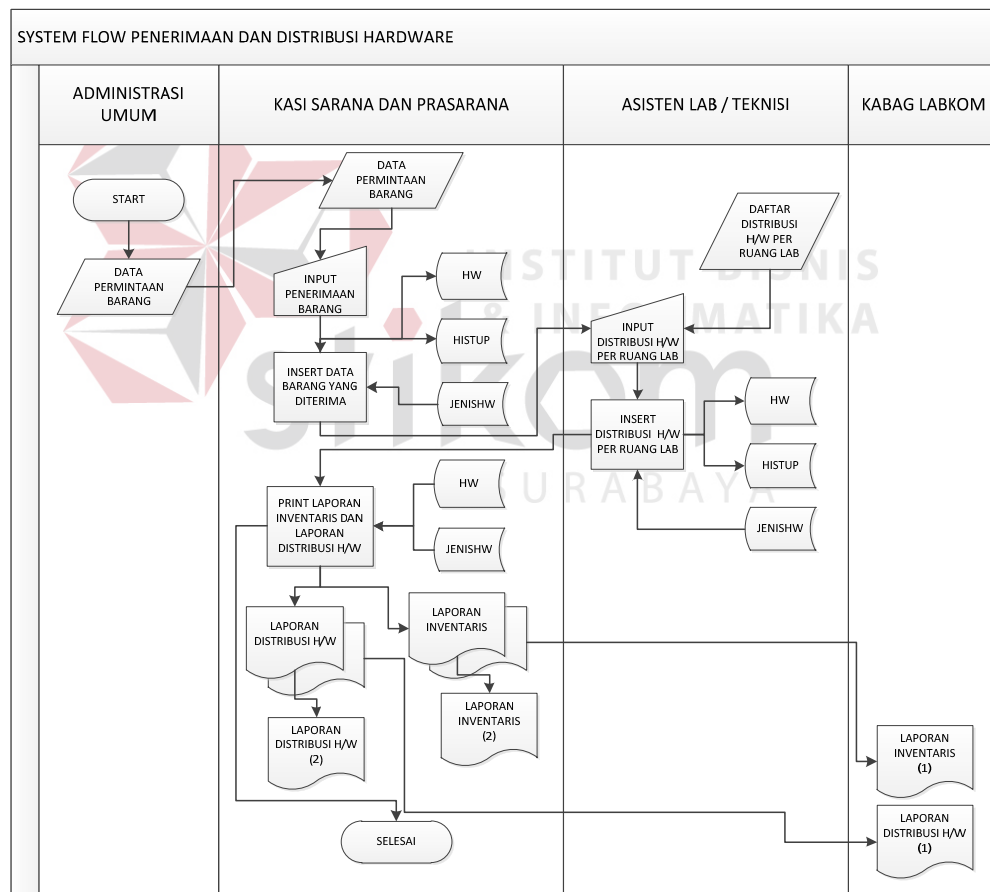 SYSTEM FLOW PENERIMAAN DAN DISTRIBUSI HARDWARE
ADMINISTRASI
UMUM
KASI SARANA DAN PRASARANA
ASISTEN LAB / TEKNISI
KABAG LABKOM
START
DATA
PERMINTAAN
BARANG
DATA
PERMINTAAN
BARANG
INPUT
PENERIMAAN
BARANG
HW
HISTUP
INSERT DATA
BARANG YANG
DITERIMA
JENISHW
DAFTAR
DISTRIBUSI
H/W PER
RUANG LAB
INPUT
DISTRIBUSI H/W
PER RUANG LAB
INSERT
DISTRIBUSI H/W
PER RUANG LAB
HW
HISTUP
JENISHW
PRINT LAPORAN
INVENTARIS DAN
LAPORAN
DISTRIBUSI H/W
HW
JENISHW
LAPORAN
DISTRIBUSI H/W
LAPORAN
INVENTARIS
LAPORAN
DISTRIBUSI H/W
(2)
LAPORAN
INVENTARIS
(2)
SELESAI
LAPORAN
INVENTARIS
(1)
LAPORAN
DISTRIBUSI H/W
(1)
INSTITUT BISNIS
& INFORMATIKA
stikom
SURABAYA